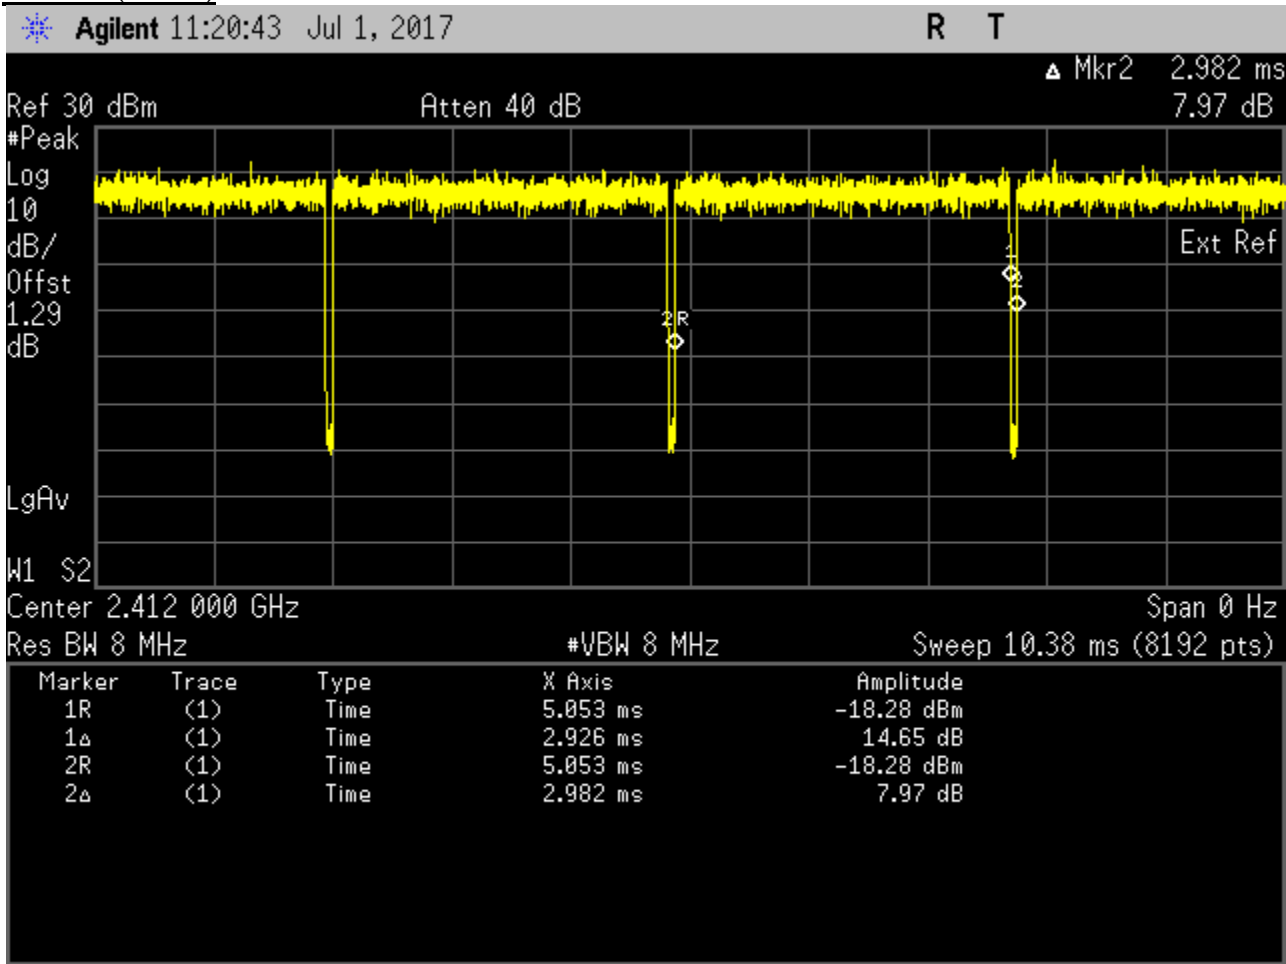 Agilent 11:20:43 Jul 1, 2017 R T
Δ Mkr2 2.982 ms
Ref 30 dBm Atten 40 dB 7.97 dB
#Peak
Log
10
dB/
Offst
1.29
dB
Ext Ref
1
2
2R
LgAv
W1 S2
Center 2.412 000 GHz Span 0 Hz
Res BW 8 MHz #VBW 8 MHz Sweep 10.38 ms (8192 pts)
Marker Trace Type X Axis Amplitude
1R (1) Time 5.053 ms -18.28 dBm
1Δ (1) Time 2.926 ms 14.65 dB
2R (1) Time 5.053 ms -18.28 dBm
2Δ (1) Time 2.982 ms 7.97 dB